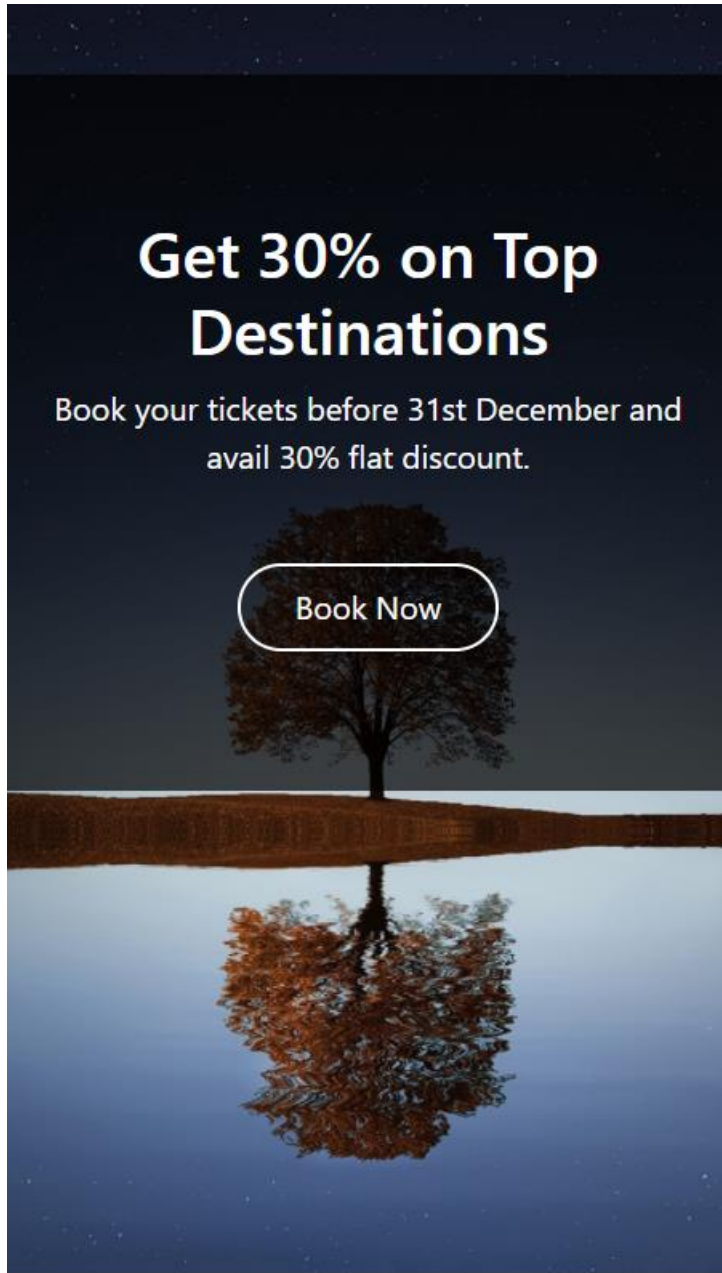 Get 30% on Top
Destinations
Book your tickets before 31st December and
avail 30% flat discount.
Book Now